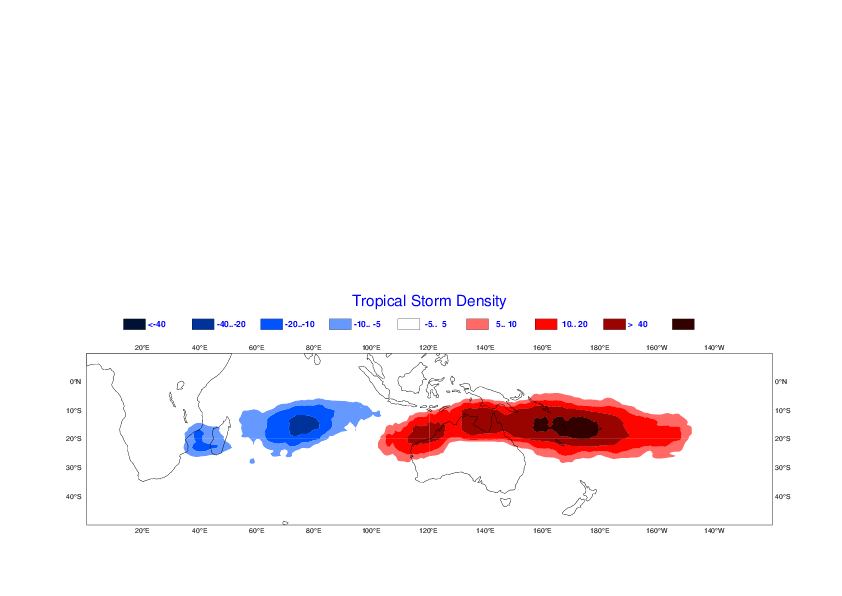 Tropical Storm Density
<-40 -40..-20 -20..-10 -10.. -5 -5.. 5 5.. 10 10.. 20 > 40
20°E 40°E 60°E 80°E 100°E 120°E 140°E 160°E 180°E 160°W 140°W
0°N 0°N
10°S 10°S
20°S 20°S
30°S 30°S
40°S 40°S
20°E 40°E 60°E 80°E 100°E 120°E 140°E 160°E 180°E 160°W 140°W